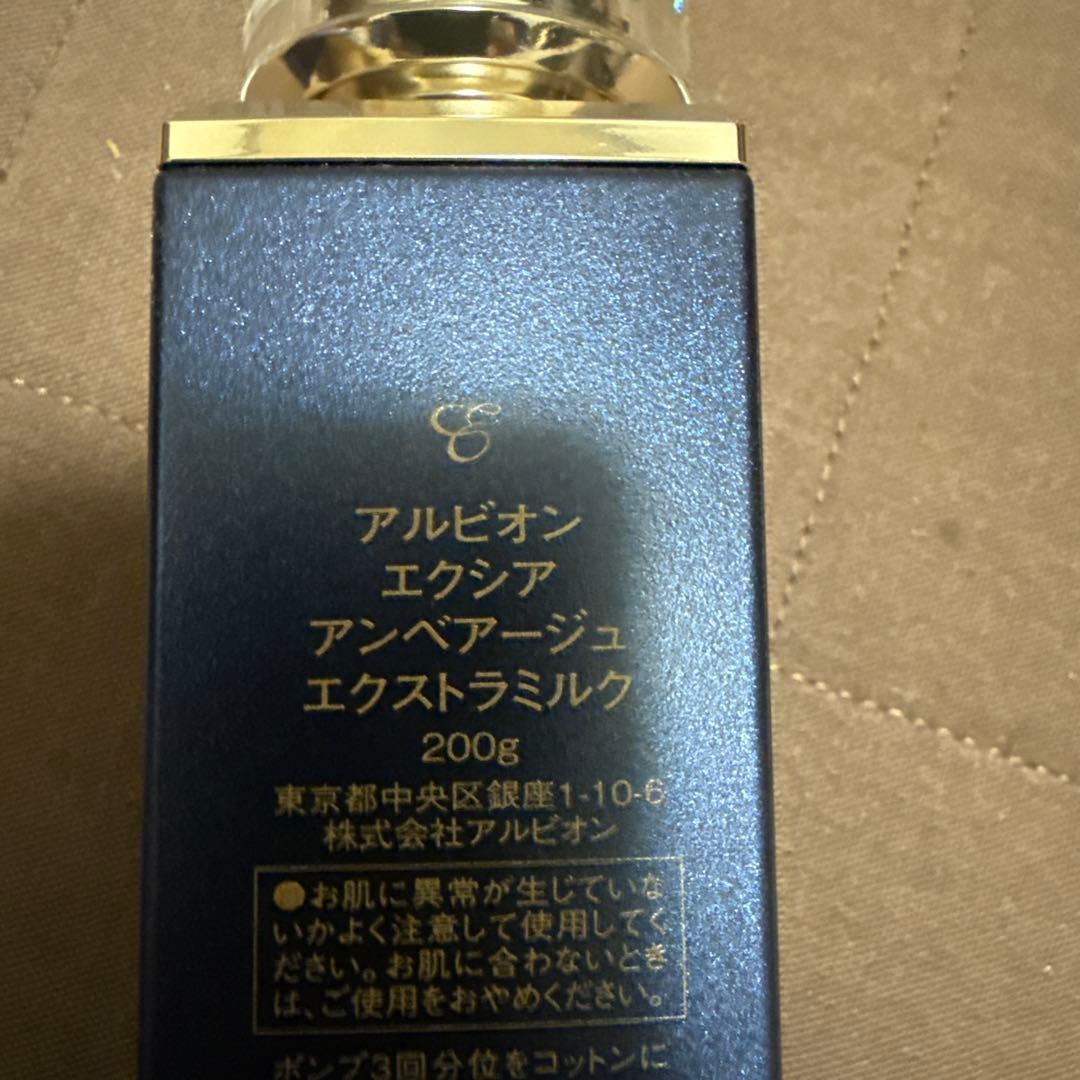 アルビオン
エクシア
アンベアージュ
エクストラミルク
200g
東京都中央区銀座1-10-6
株式会社アルビオン
●お肌に異常が生じていな
いかよく注意して使用してく
ださい。お肌に合わないとき
は、ご使用をおやめください。
ポンプ3回分位をコットンに